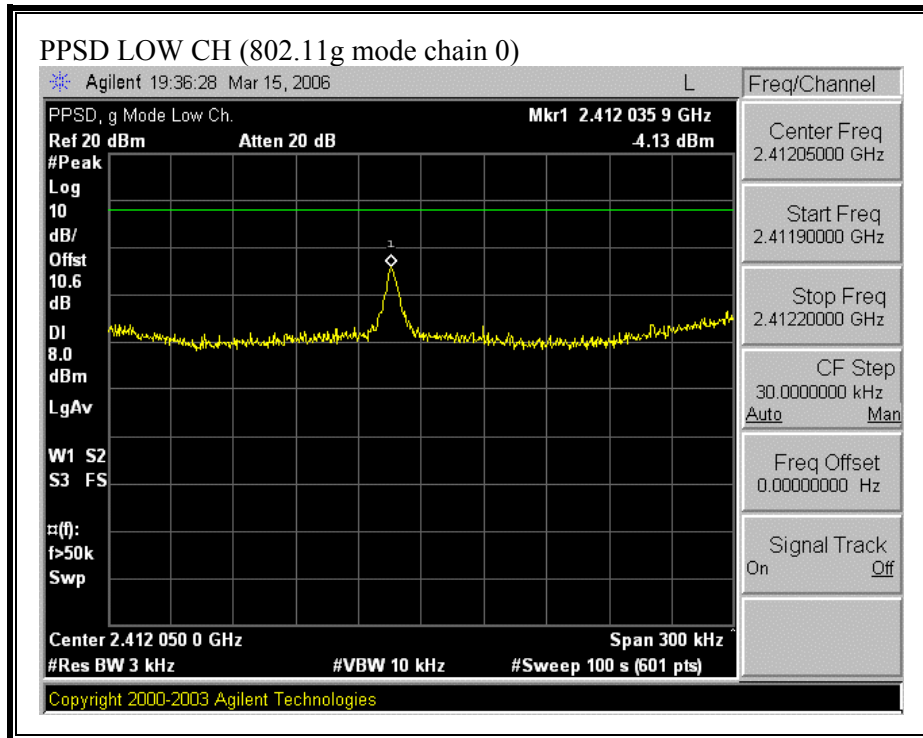 PPSD LOW CH (802.11g mode chain 0)
Agilent 19:36:28 Mar 15, 2006 L
PPSD, g Mode Low Ch. Mkr1 2.412 035 9 GHz
Ref 20 dBm Atten 20 dB -4.13 dBm
#Peak
Log
10
dB/
Offst
10.6
dB
DI
8.0
dBm
LgAv
W1 S2
S3 FS
¤(f):
f>50k
Swp
1
Center 2.412 050 0 GHz Span 300 kHz
#Res BW 3 kHz #VBW 10 kHz #Sweep 100 s (601 pts)
Copyright 2000-2003 Agilent Technologies
Freq/Channel
Center Freq
2.41205000 GHz
Start Freq
2.41190000 GHz
Stop Freq
2.41220000 GHz
CF Step
30.0000000 kHz
Auto Man
Freq Offset
0.00000000 Hz
Signal Track
On Off